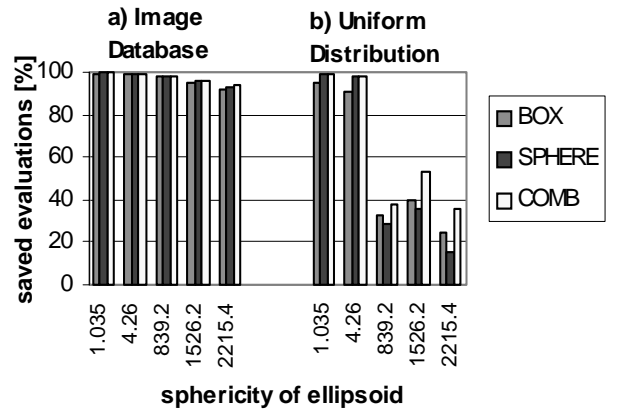 a) Image
Database
b) Uniform
Distribution
saved evaluations [%]
100
80
60
40
20
0
1.035
4.26
839.2
1526.2
2215.4
1.035
4.26
839.2
1526.2
2215.4
sphericity of ellipsoid
BOX
SPHERE
COMB